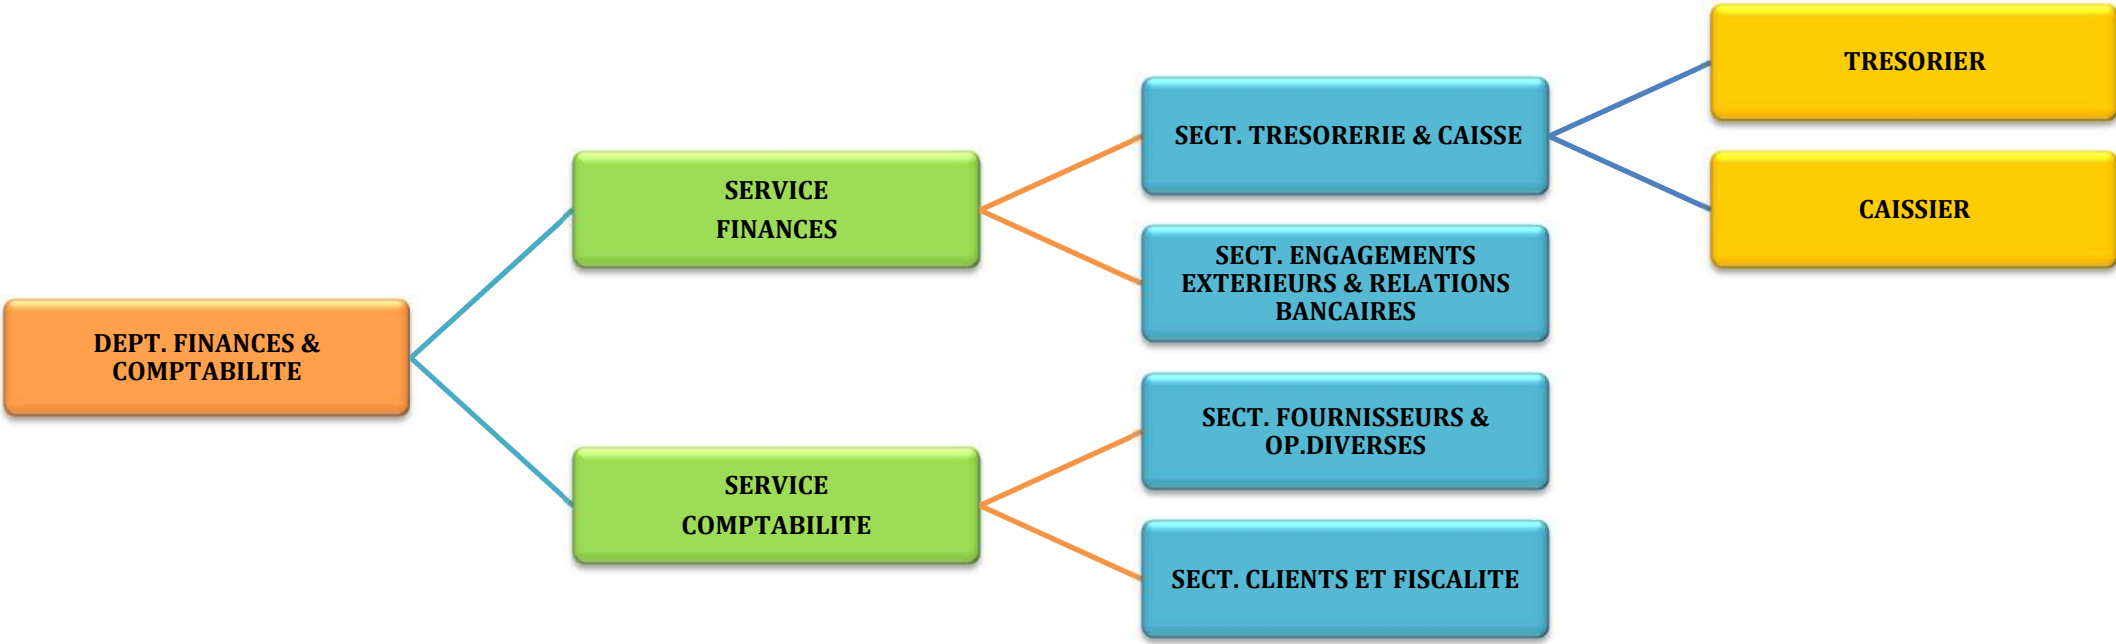 DEPT. FINANCES &
COMPTABILITE
SERVICE
FINANCES
SERVICE
COMPTABILITE
SECT. TRESORERIE & CAISSE
SECT. ENGAGEMENTS
EXTERIEURS & RELATIONS
BANCAIRES
SECT. FOURNISSEURS &
OP.DIVERSES
SECT. CLIENTS ET FISCALITE
TRESORIER
CAISSIER